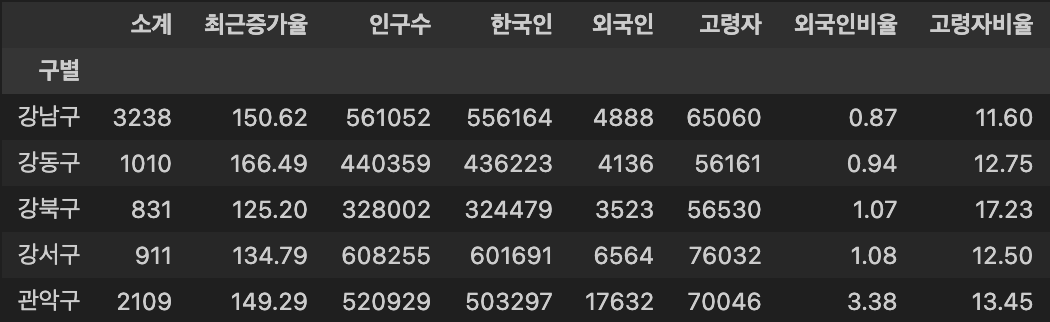 소계 최근증가율 인구수 한국인 외국인 고령자 외국인비율 고령자비율
구별
강남구 3238 150.62 561052 556164 4888 65060 0.87 11.60
강동구 1010 166.49 440359 436223 4136 56161 0.94 12.75
강북구 831 125.20 328002 324479 3523 56530 1.07 17.23
강서구 911 134.79 608255 601691 6564 76032 1.08 12.50
관악구 2109 149.29 520929 503297 17632 70046 3.38 13.45